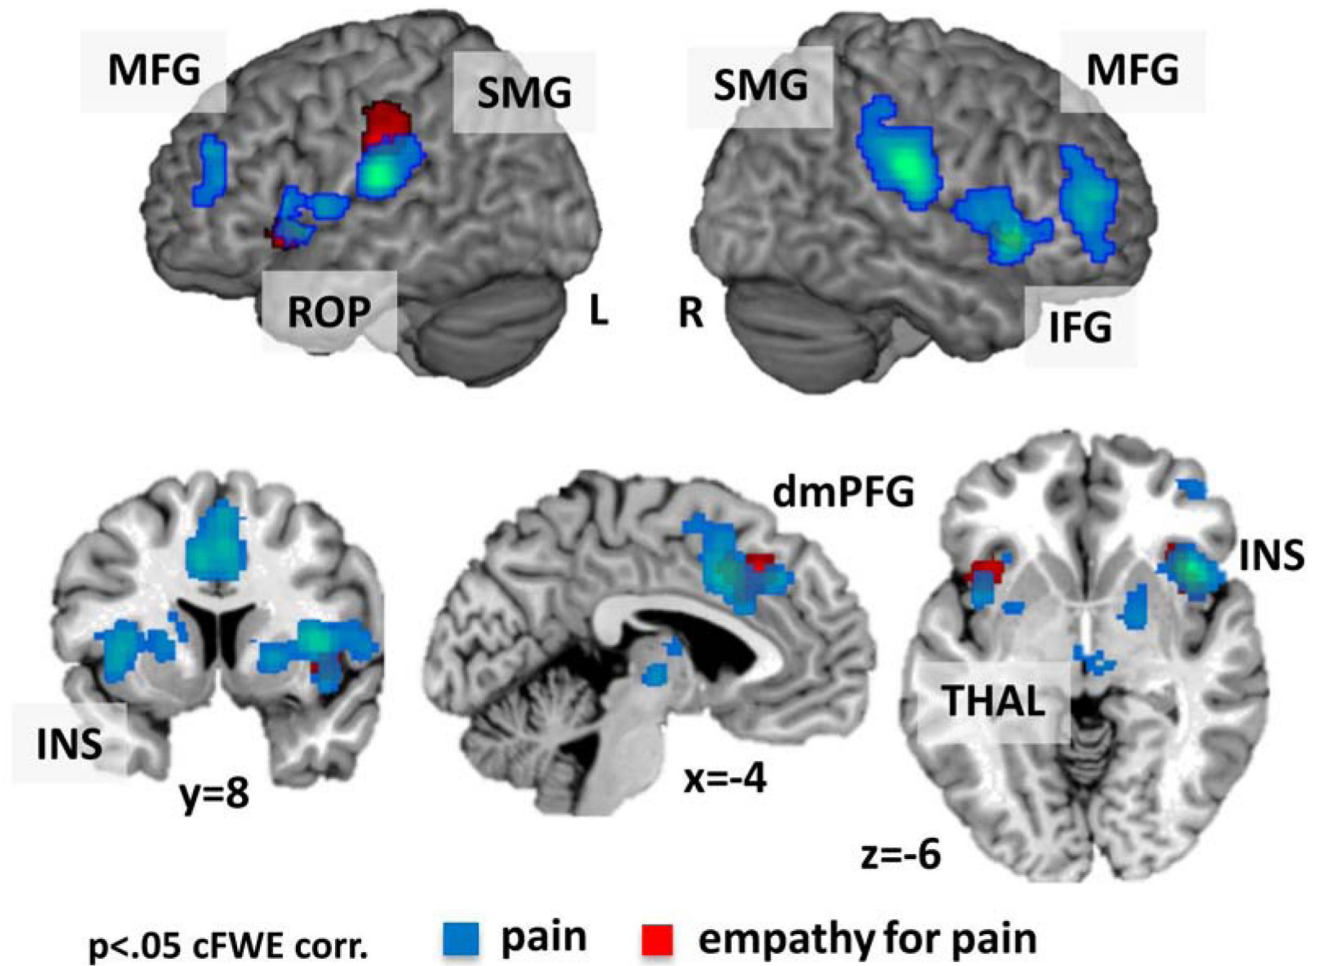 MFG
SMG
SMG
MFG
ROP
L
R
IFG
dmPFG
INS
THAL
INS
y=8
x=-4
z=-6
p<.05 cFWE corr.
pain
empathy for pain